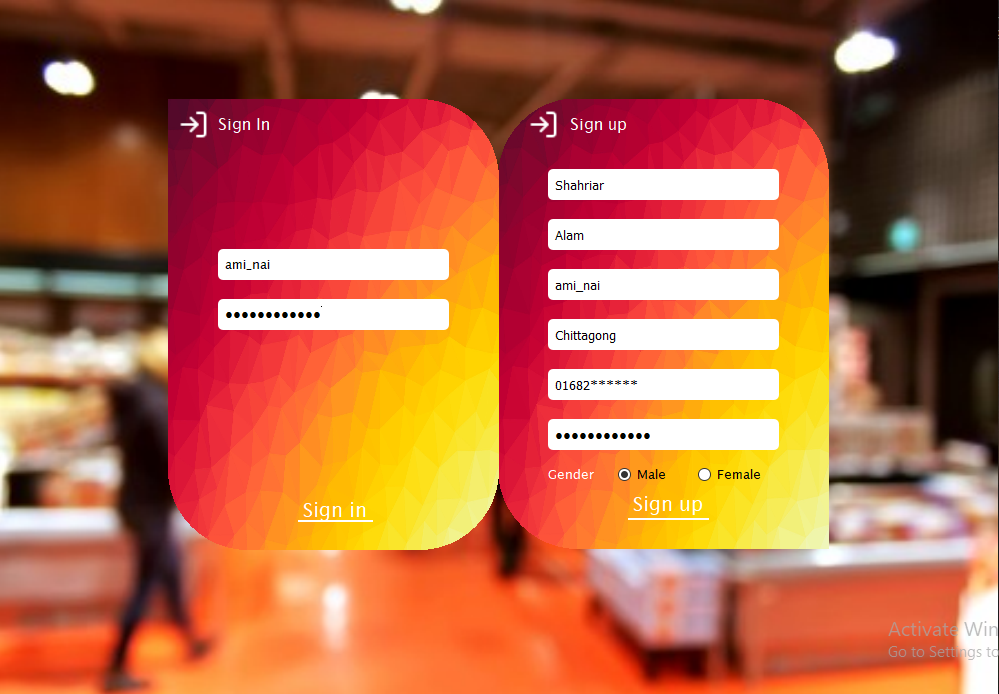 Sign In
ami_nai
●●●●●●●●●●●●
Sign in
Sign up
Shahriar
Alam
ami_nai
Chittagong
01682******
●●●●●●●●●●●●
Gender Male Female
Sign up
Activate Win
Go to Settings to